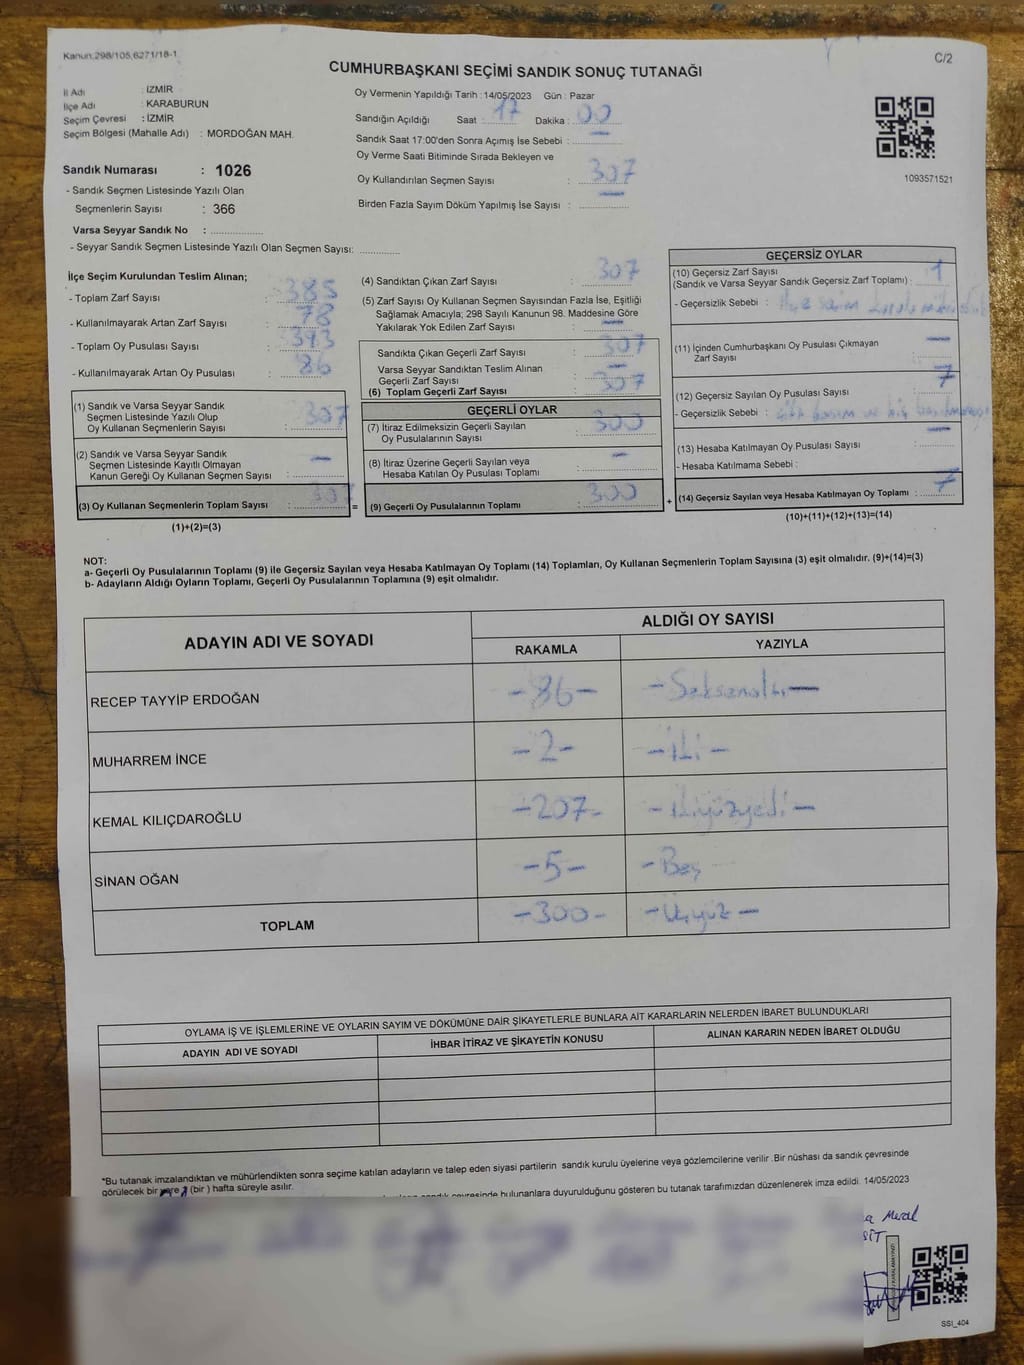 Kanun:298/105,6271/18-1
C/2
CUMHURBAŞKANI SEÇİMİ SANDIK SONUÇ TUTANAĞI
İl Adı : İZMİR
İlçe Adı : KARABURUN
Seçim Çevresi : İZMİR
Seçim Bölgesi (Mahalle Adı) : MORDOĞAN MAH.
Sandık Numarası : 1026
- Sandık Seçmen Listesinde Yazılı Olan
Seçmenlerin Sayısı : 366
Varsa Seyyar Sandık No :
- Seyyar Sandık Seçmen Listesinde Yazılı Olan Seçmen Sayısı:
Oy Vermenin Yapıldığı Tarih : 14/05/2023 Gün : Pazar
Sandığın Açıldığı Saat : 17 Dakika : 00
Sandık Saat 17:00'den Sonra Açımış İse Sebebi : —
Oy Verme Saati Bitiminde Sırada Bekleyen ve
Oy Kullandırılan Seçmen Sayısı : 307
Birden Fazla Sayım Döküm Yapılmış İse Sayısı : —
1093571521
İlçe Seçim Kurulundan Teslim Alınan;
- Toplam Zarf Sayısı : 385
- Kullanılmayarak Artan Zarf Sayısı : 78
- Toplam Oy Pusulası Sayısı : 393
- Kullanılmayarak Artan Oy Pusulası : 86
(1) Sandık ve Varsa Seyyar Sandık
Seçmen Listesinde Yazılı Olup
Oy Kullanan Seçmenlerin Sayısı : 307
(2) Sandık ve Varsa Seyyar Sandık
Seçmen Listesinde Kayıtlı Olmayan
Kanun Gereği Oy Kullanan Seçmen Sayısı : —
(3) Oy Kullanan Seçmenlerin Toplam Sayısı : 307
(1)+(2)=(3)
(4) Sandıktan Çıkan Zarf Sayısı : 307
(5) Zarf Sayısı Oy Kullanan Seçmen Sayısından Fazla İse, Eşitliği
Sağlamak Amacıyla; 298 Sayılı Kanunun 98. Maddesine Göre
Yakılarak Yok Edilen Zarf Sayısı : —
Sandıkta Çıkan Geçerli Zarf Sayısı : 307
Varsa Seyyar Sandıktan Teslim Alınan
Geçerli Zarf Sayısı : —
(6) Toplam Geçerli Zarf Sayısı : 307
GEÇERLİ OYLAR
(7) İtiraz Edilmeksizin Geçerli Sayılan
Oy Pusulalarının Sayısı : 300
(8) İtiraz Üzerine Geçerli Sayılan veya
Hesaba Katılan Oy Pusulası Toplamı : —
= (9) Geçerli Oy Pusulalarının Toplamı : 300 +
GEÇERSİZ OYLAR
(10) Geçersiz Zarf Sayısı
(Sandık ve Varsa Seyyar Sandık Geçersiz Zarf Toplamı) : 1
- Geçersizlik Sebebi :
(11) İçinden Cumhurbaşkanı Oy Pusulası Çıkmayan
Zarf Sayısı : —
(12) Geçersiz Sayılan Oy Pusulası Sayısı : 7
- Geçersizlik Sebebi :
(13) Hesaba Katılmayan Oy Pusulası Sayısı : —
- Hesaba Katılmama Sebebi :
(14) Geçersiz Sayılan veya Hesaba Katılmayan Oy Toplamı : 7
(10)+(11)+(12)+(13)=(14)
NOT:
a- Geçerli Oy Pusulalarının Toplamı (9) ile Geçersiz Sayılan veya Hesaba Katılmayan Oy Toplamı (14) Toplamları, Oy Kullanan Seçmenlerin Toplam Sayısına (3) eşit olmalıdır. (9)+(14)=(3)
b- Adayların Aldığı Oyların Toplamı, Geçerli Oy Pusulalarının Toplamına (9) eşit olmalıdır.
ADAYIN ADI VE SOYADI ALDIĞI OY SAYISI
RAKAMLA YAZIYLA
RECEP TAYYİP ERDOĞAN -86- -Seksenaltı-
MUHARREM İNCE -2- -iki-
KEMAL KILIÇDAROĞLU -207- -ikiyüzyedi-
SİNAN OĞAN -5- -Beş
TOPLAM -300- -Üçyüz-
OYLAMA İŞ VE İŞLEMLERİNE VE OYLARIN SAYIM VE DÖKÜMÜNE DAİR ŞİKAYETLERLE BUNLARA AİT KARARLARIN NELERDEN İBARET BULUNDUKLARI
ADAYIN ADI VE SOYADI İHBAR İTİRAZ VE ŞİKAYETİN KONUSU ALINAN KARARIN NEDEN İBARET OLDUĞU
*Bu tutanak imzalandıktan ve mühürlendikten sonra seçime katılan adayların ve talep eden siyasi partilerin sandık kurulu üyelerine veya gözlemcilerine verilir .Bir nüshası da sandık çevresinde
görülecek bir yere (bir ) hafta süreyle asılır.
sandık çevresinde bulunanlara duyurulduğunu gösteren bu tutanak tarafımızdan düzenlenerek imza edildi. 14/05/2023
Meral
SSI_404